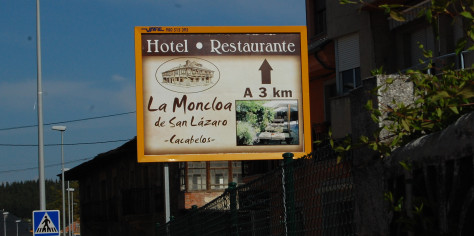 Hotel • Restaurante
A 3 km
La Moncloa
de San Lázaro
-Cacabelos-